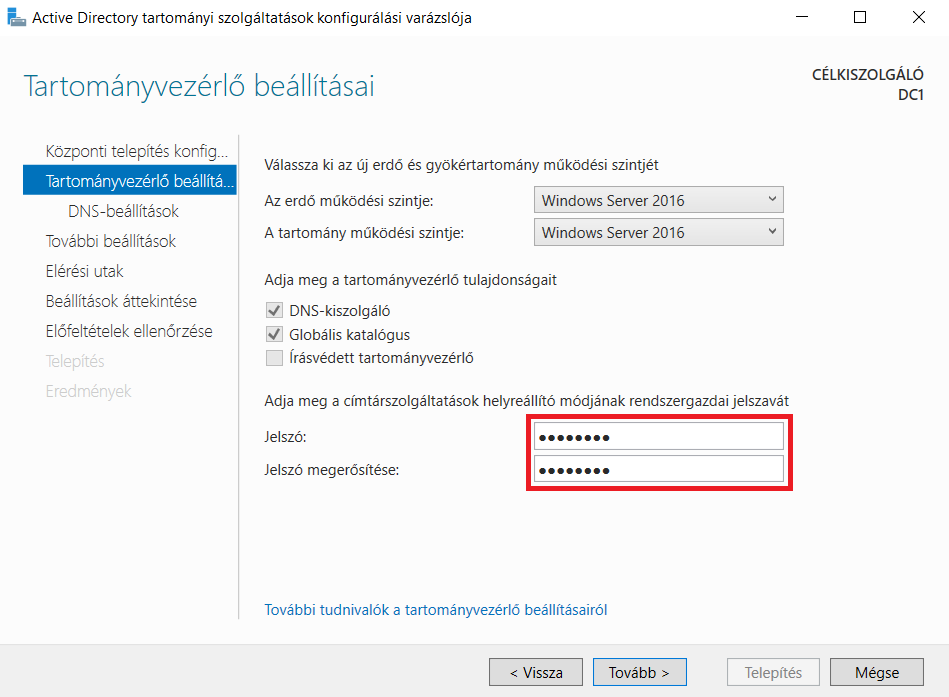 Active Directory tartományi szolgáltatások konfigurálási varázslója
Tartományvezérlő beállításai
CÉLKISZOLGÁLÓ
DC1
Központi telepítés konfig...
Tartományvezérlő beállítá...
DNS-beállítások
További beállítások
Elérési utak
Beállítások áttekintése
Előfeltételek ellenőrzése
Telepítés
Eredmények
Válassza ki az új erdő és gyökértartomány működési szintjét
Az erdő működési szintje: Windows Server 2016
A tartomány működési szintje: Windows Server 2016
Adja meg a tartományvezérlő tulajdonságait
DNS-kiszolgáló
Globális katalógus
Írásvédett tartományvezérlő
Adja meg a címtárszolgáltatások helyreállító módjának rendszergazdai jelszavát
Jelszó: ●●●●●●●●
Jelszó megerősítése: ●●●●●●●●
További tudnivalók a tartományvezérlő beállításairól
< Vissza Tovább > Telepítés Mégse